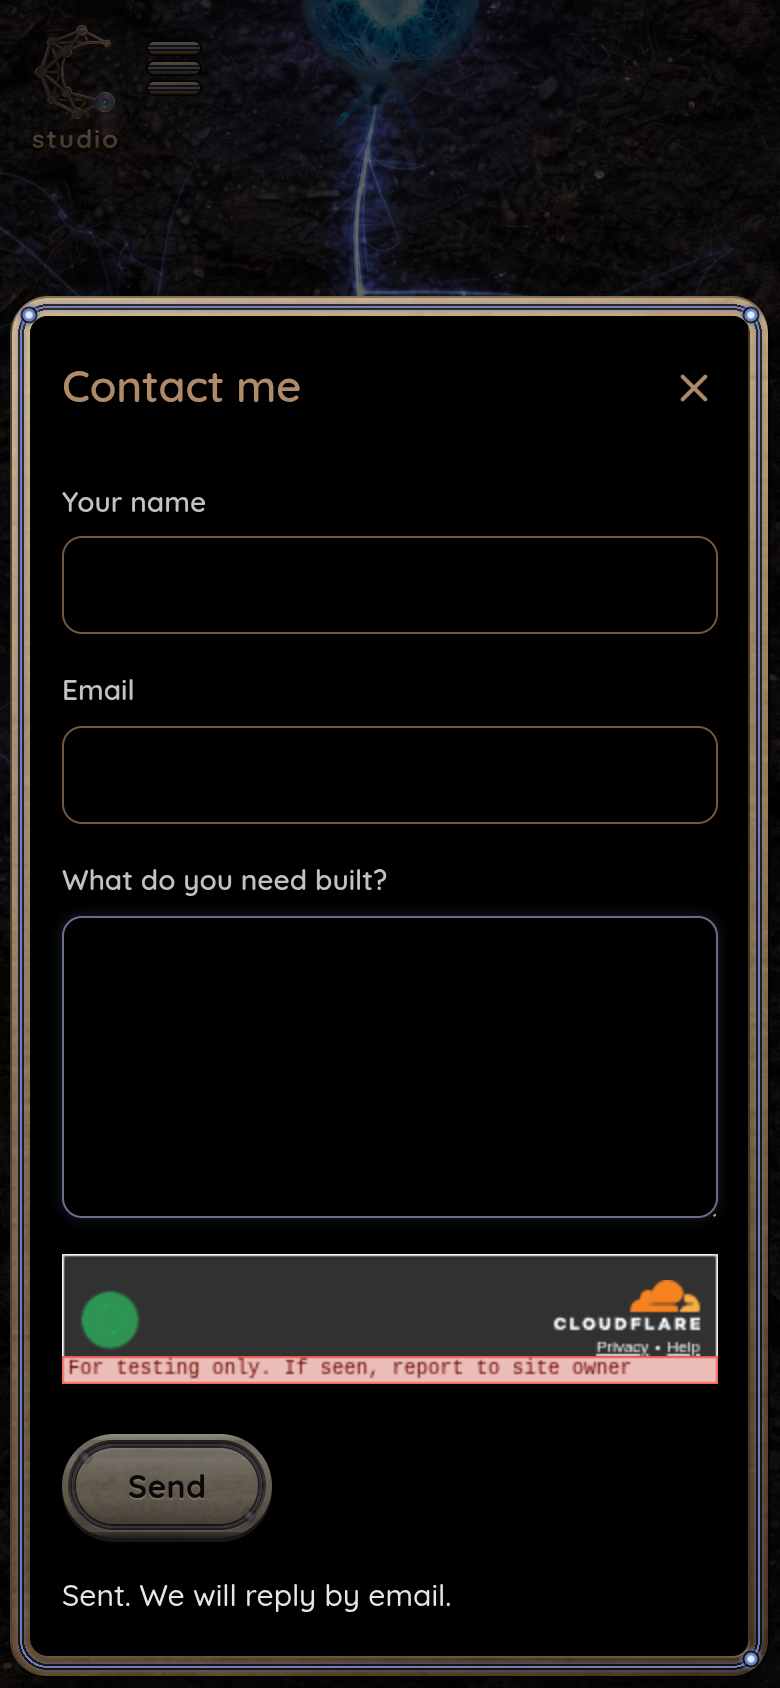 studio
Contact me
Your name
Email
What do you need built?
CLOUDFLARE
Privacy • Help
For testing only. If seen, report to site owner
Send
Sent. We will reply by email.